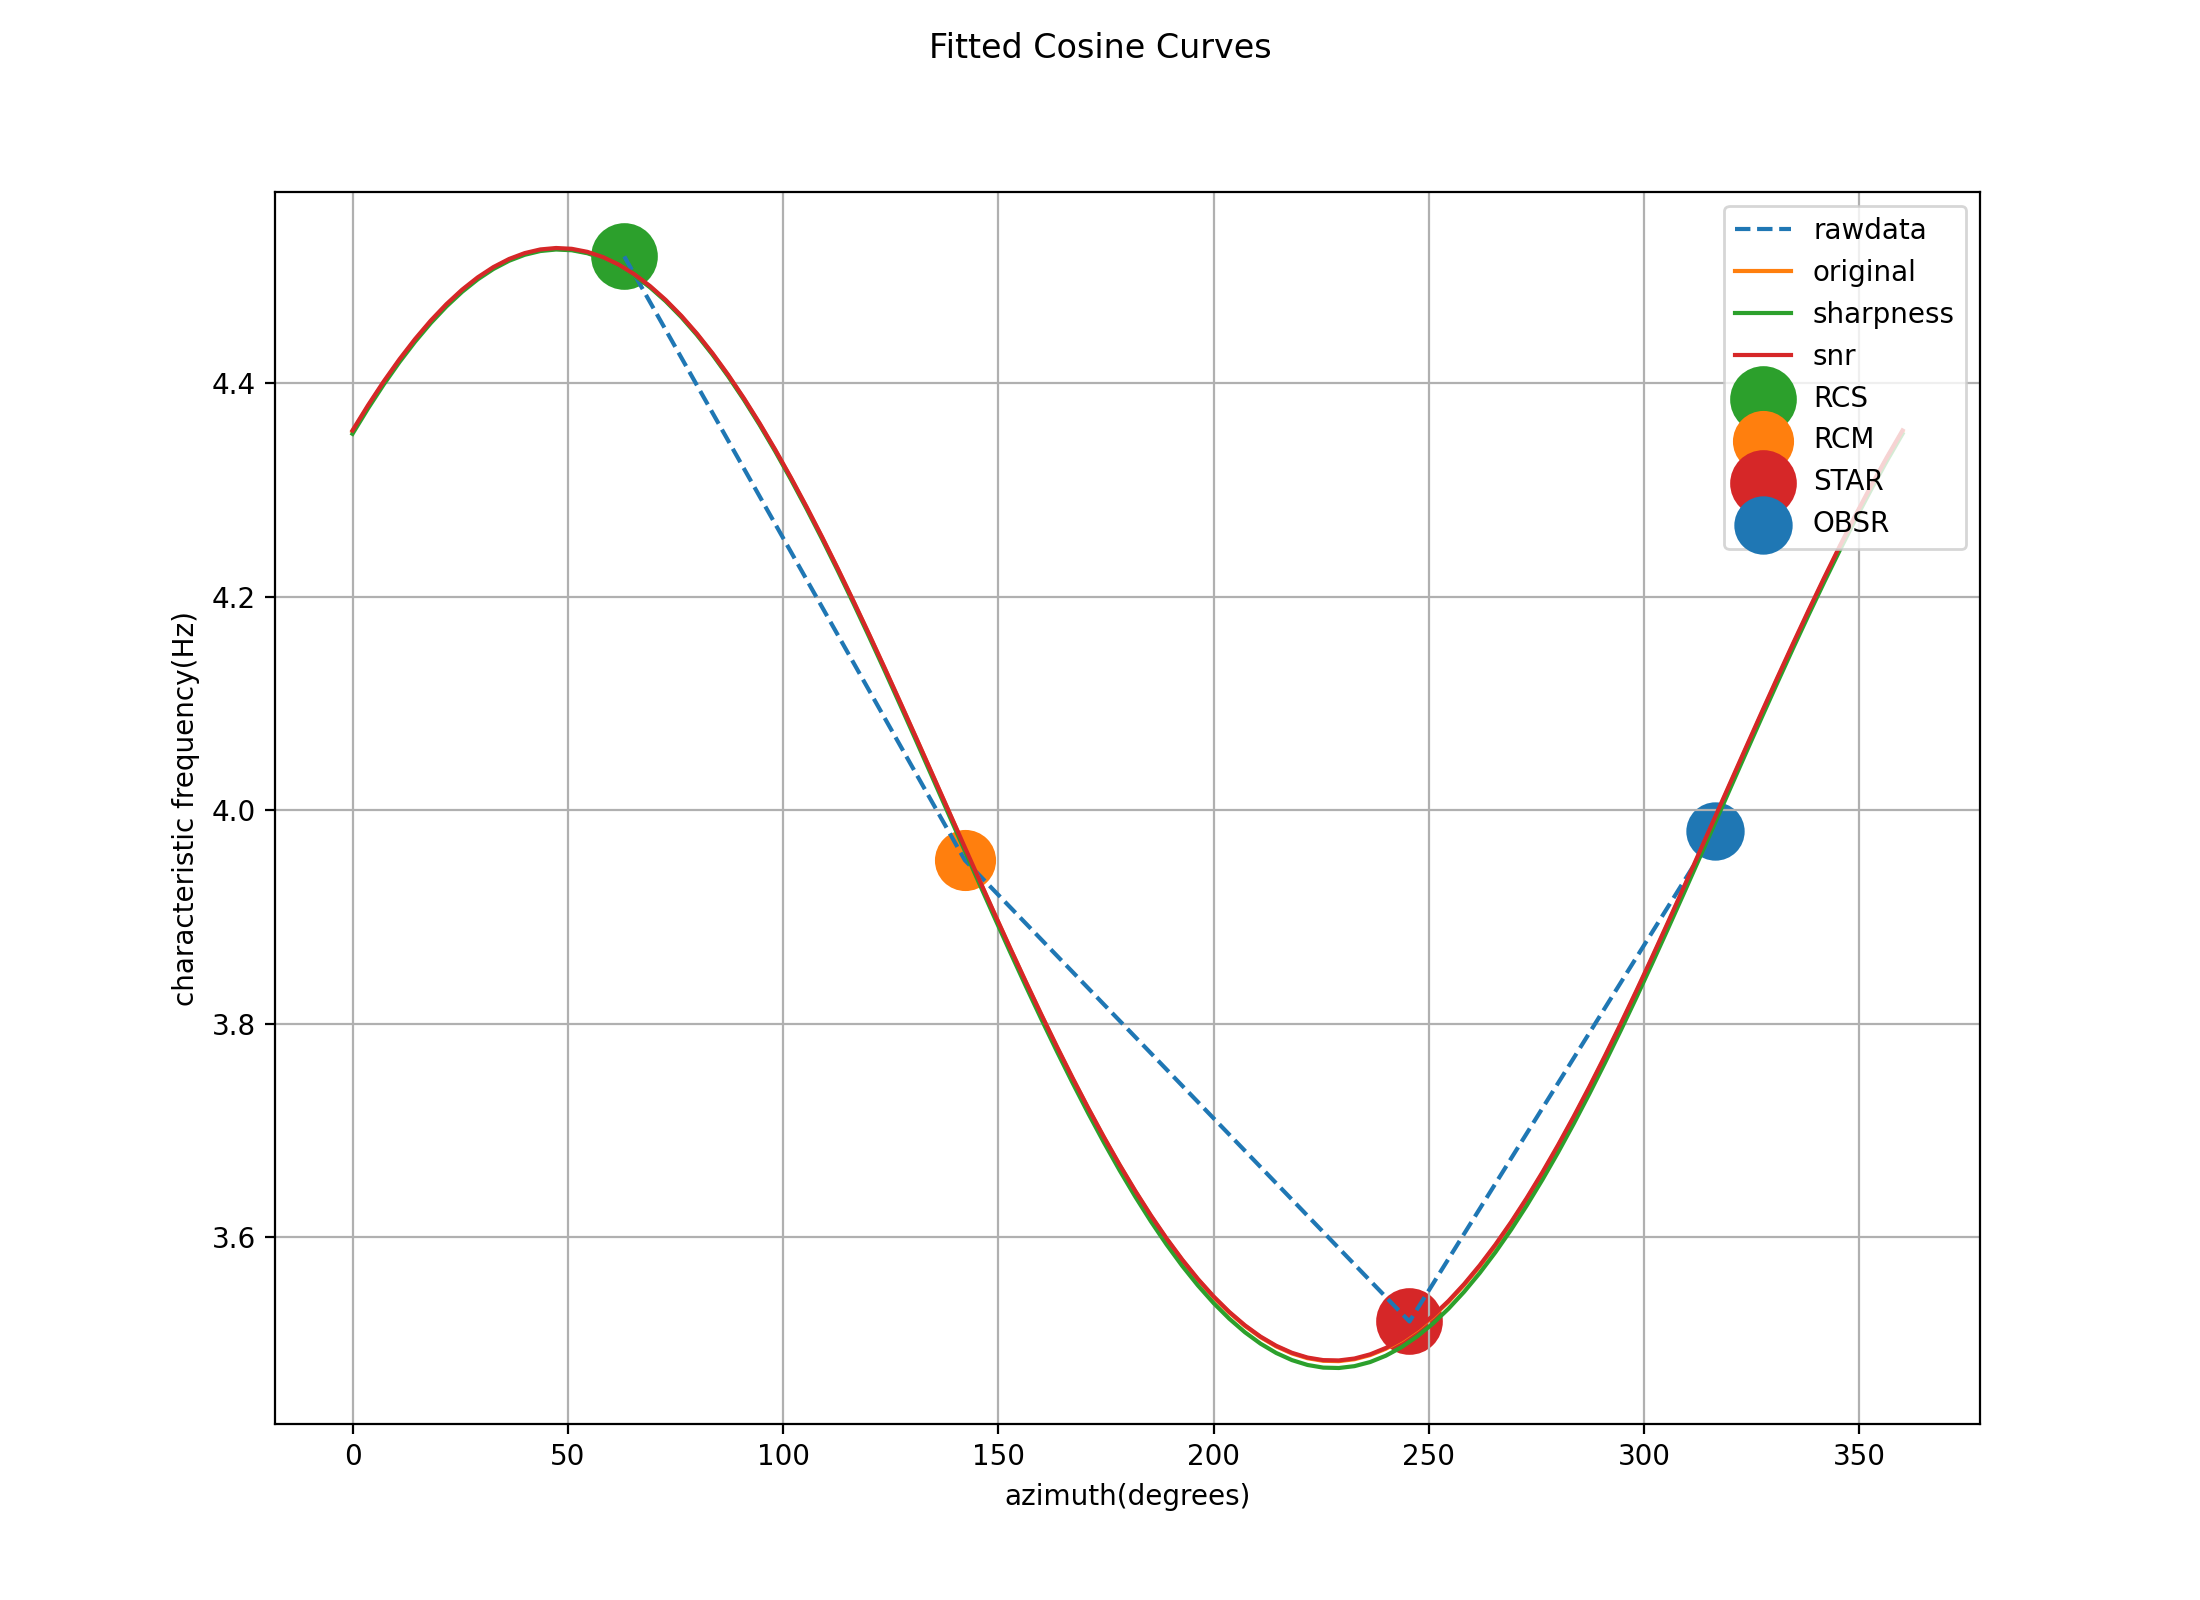 Fitted Cosine Curves
rawdata
original
sharpness
snr
RCS
RCM
STAR
OBSR
4.4
4.2
4.0
3.8
3.6
characteristic frequency(Hz)
0 50 100 150 200 250 300 350
azimuth(degrees)